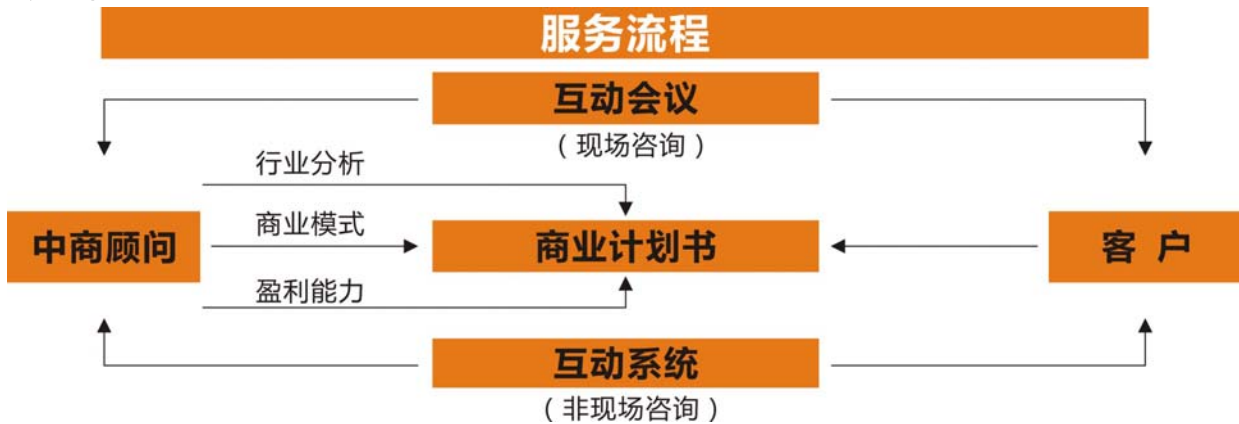 服务流程
互动会议
（现场咨询）
行业分析
商业模式
中商顾问
商业计划书
客 户
盈利能力
互动系统
（非现场咨询）